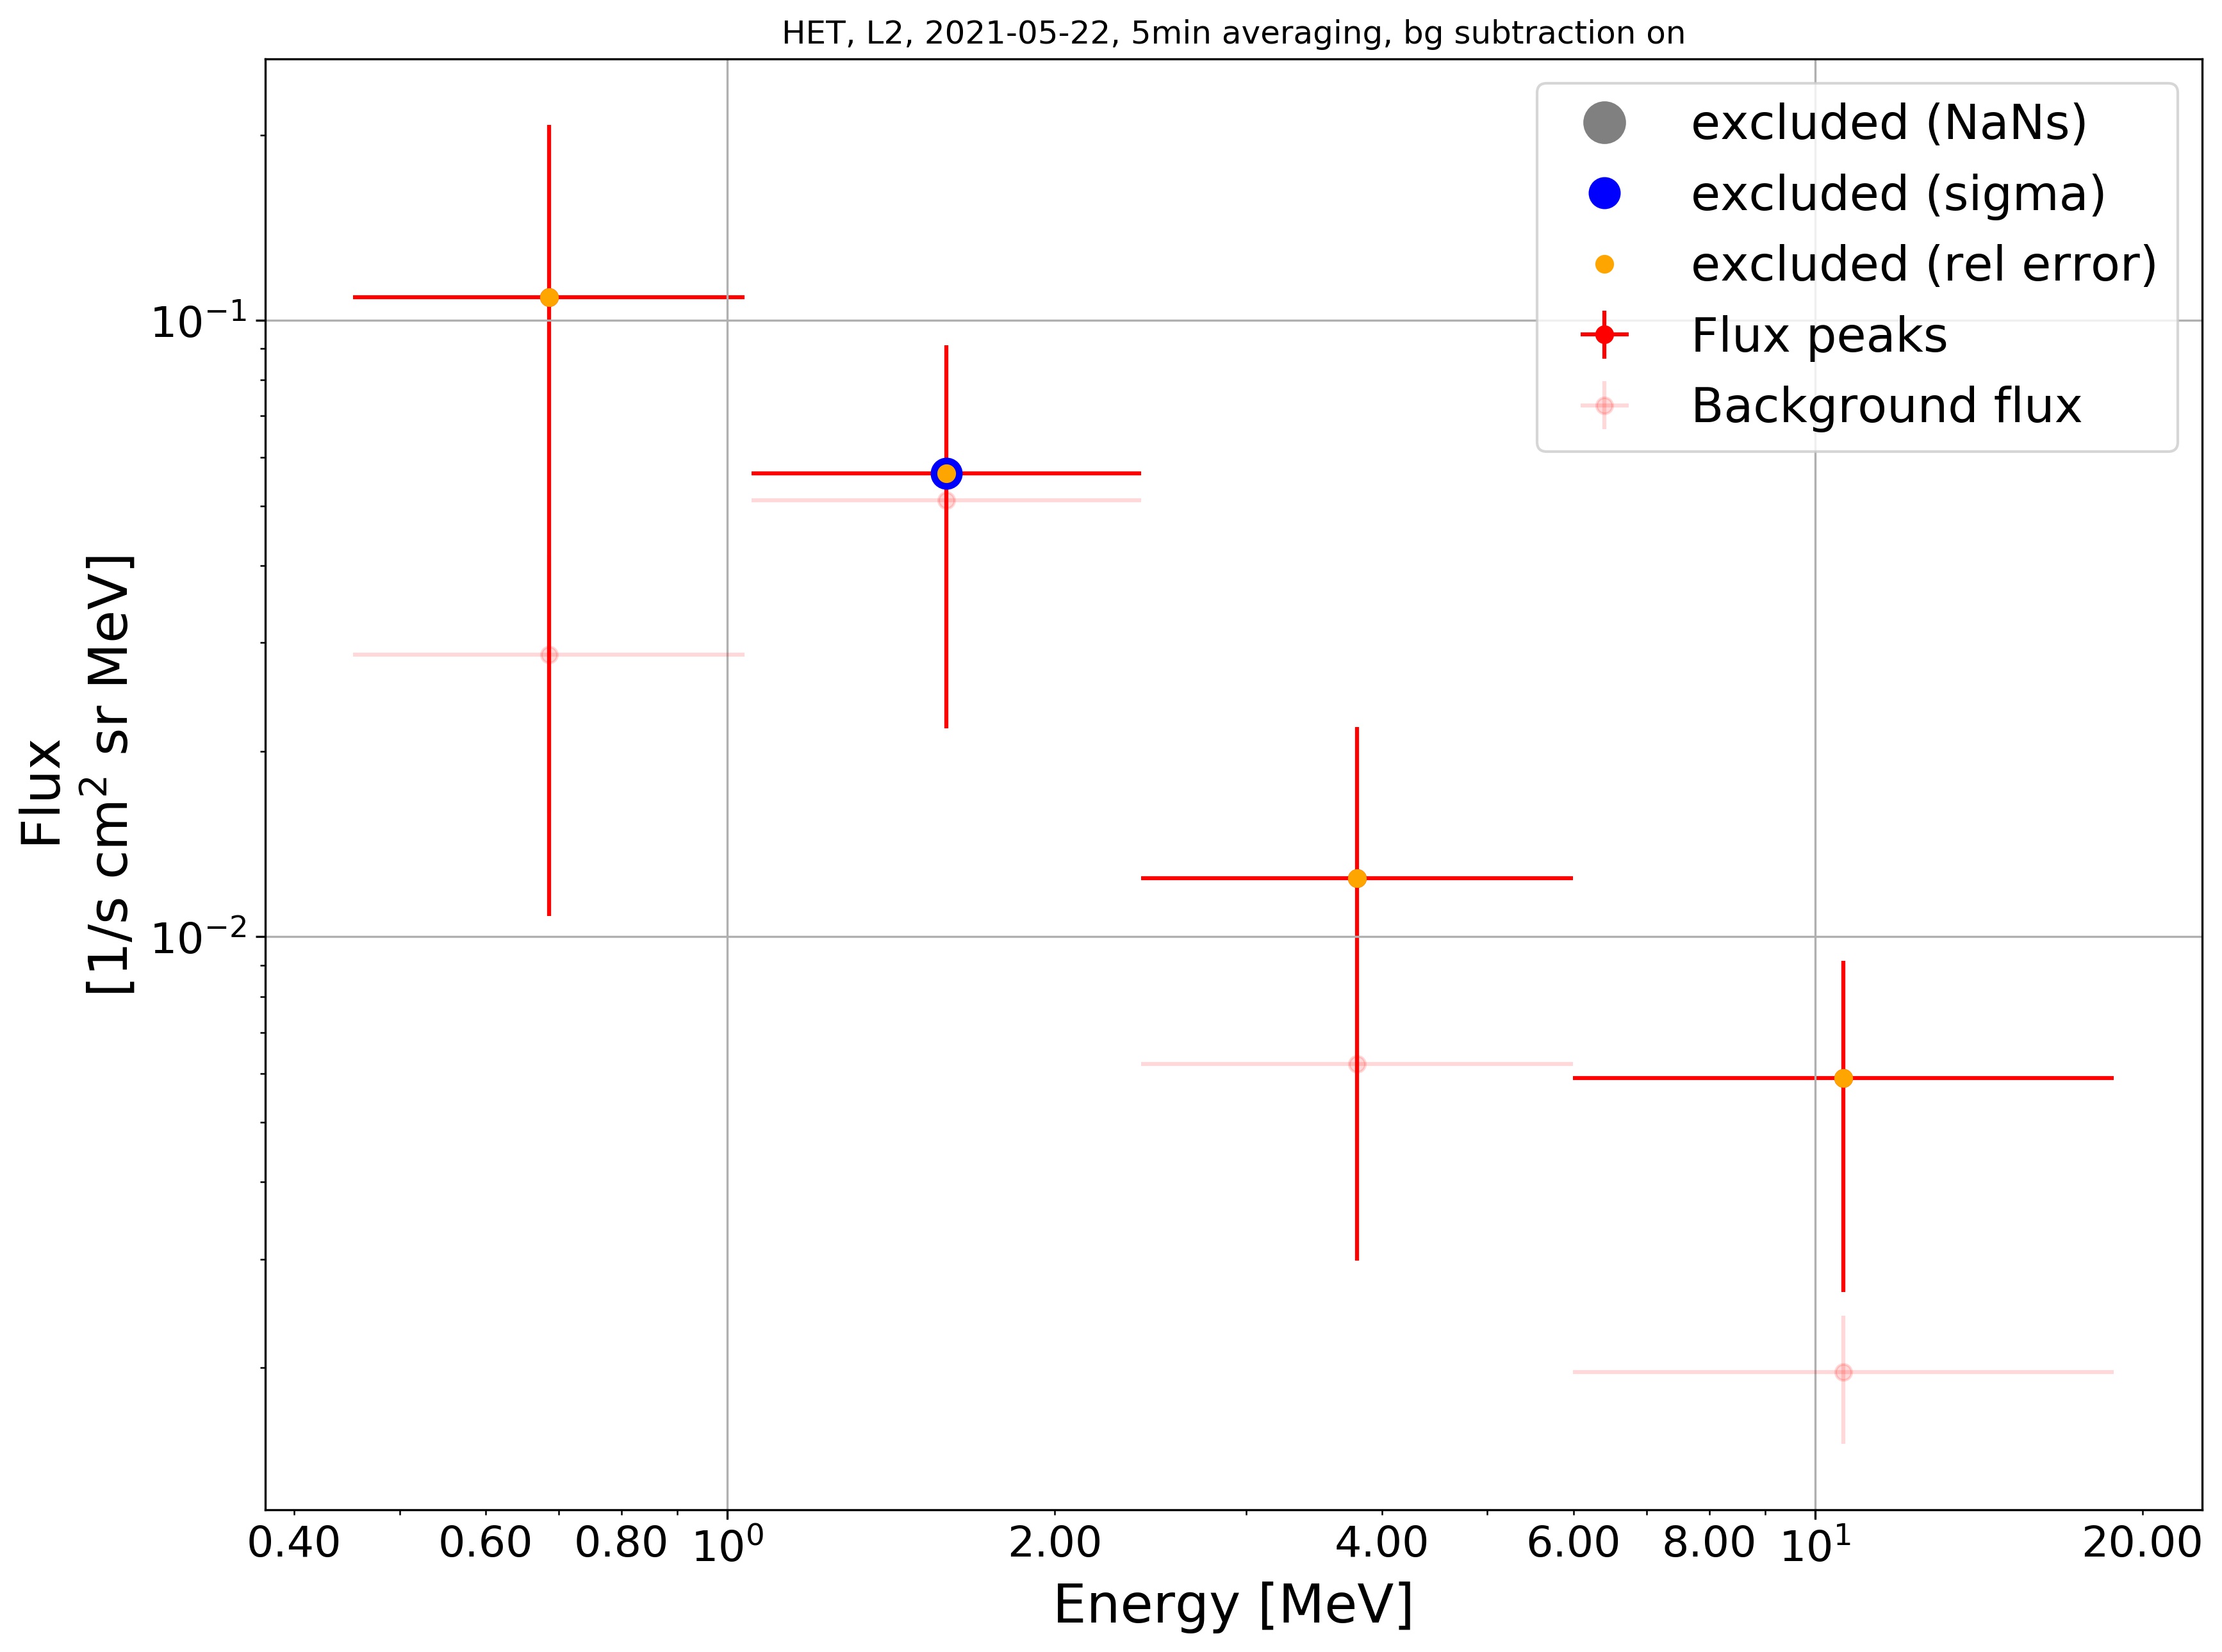 HET, L2, 2021-05-22, 5min averaging, bg subtraction on
excluded (NaNs)
excluded (sigma)
excluded (rel error)
Flux peaks
Background flux
Flux
[1/s cm² sr MeV]
10⁻¹
10⁻²
0.40 0.60 0.80 10⁰ 2.00 4.00 6.00 8.00 10¹ 20.00
Energy [MeV]